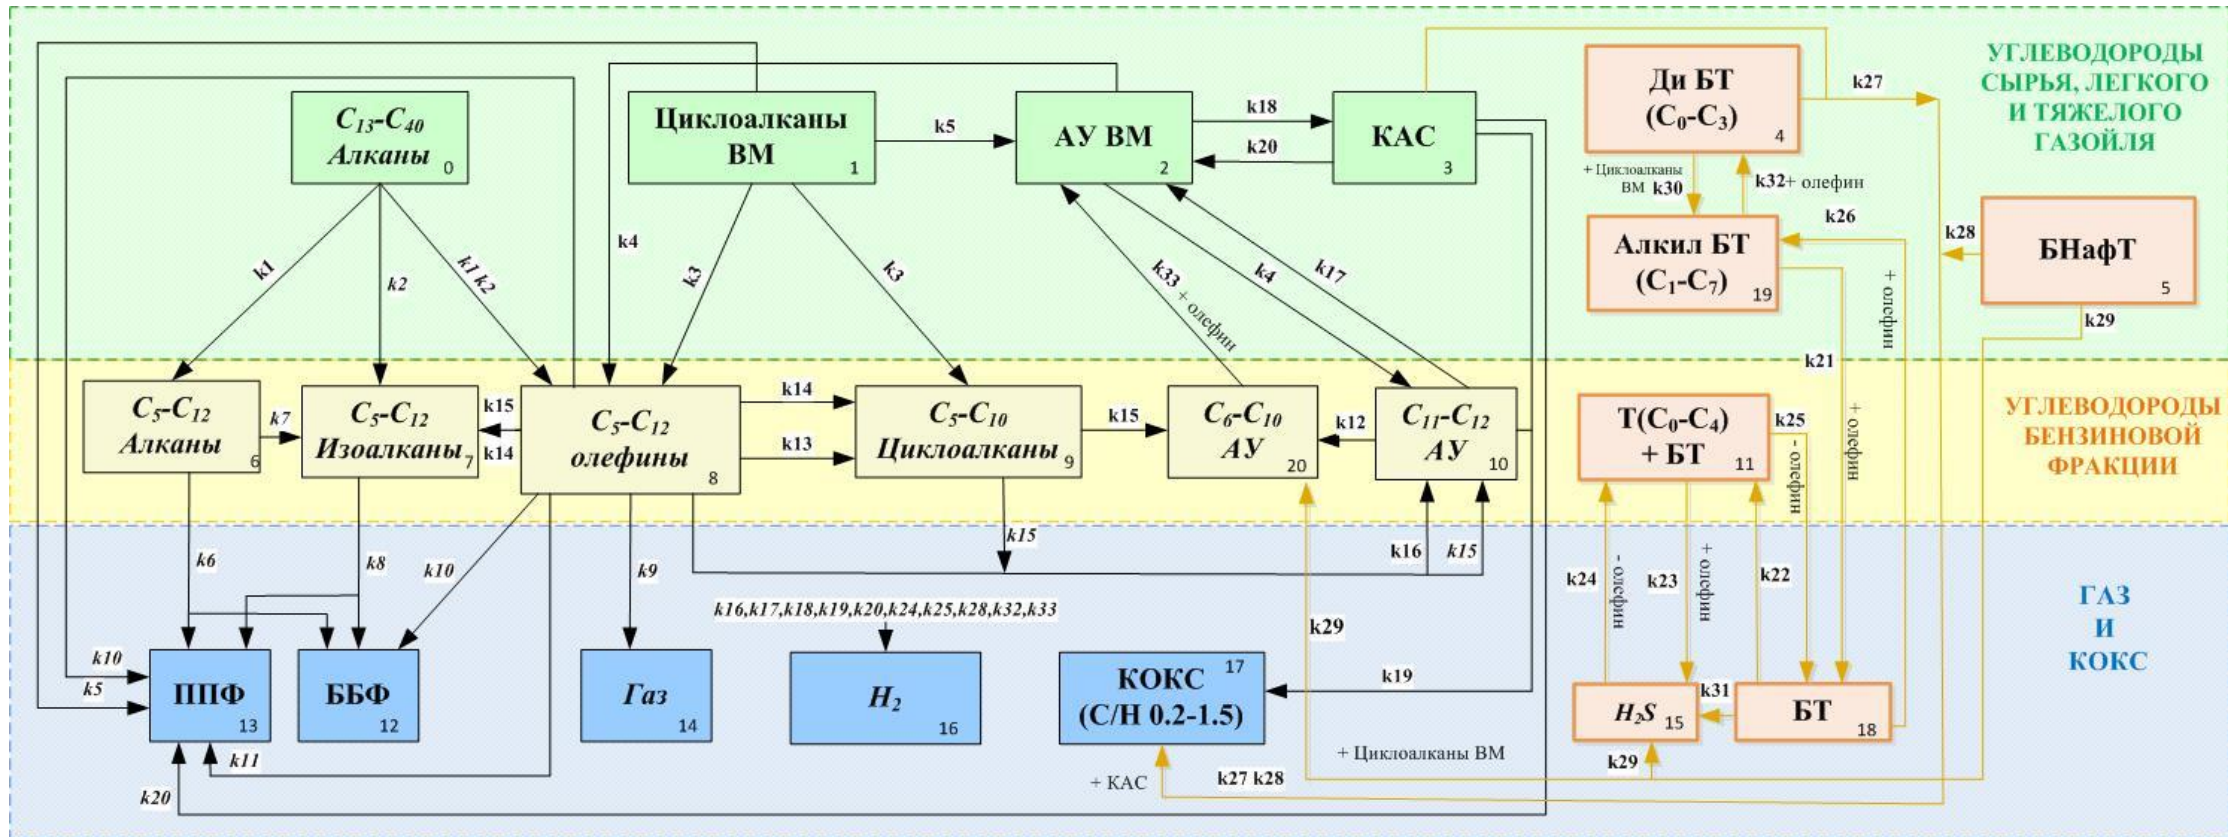 УГЛЕВОДОРОДЫ
СЫРЬЯ, ЛЕГКОГО
И ТЯЖЕЛОГО
ГАЗОЙЛЯ
C13-C40
Алканы
0
Циклоалканы
ВМ
1
k5
АУ ВМ
2
k18
k20
КАС
3
Ди БТ
(C0-C3)
4
k27
+ Циклоалканы
ВМ k30
k32+ олефин
k26
Алкил БТ
(C1-C7)
19
k28
БНафТ
5
k29
k1
k2
k1 k2
k4
k3
k3
k33 + олефин
k4
k17
k21
+ олефин
+ олефин
УГЛЕВОДОРОДЫ
БЕНЗИНОВОЙ
ФРАКЦИИ
C5-C12
Алканы
6
k7
C5-C12
Изоалканы
7
k15
k14
C5-C12
олефины
8
k14
k13
C5-C10
Циклоалканы
9
k15
C6-C10
АУ
20
k12
C11-C12
АУ
10
T(C0-C4)
+ БТ
11
k25
- олефин
k6
k8
k10
k9
k15
k16
k15
k24
- олефин
k23
+ олефин
k22
ГАЗ
И
КОКС
k16,k17,k18,k19,k20,k24,k25,k28,k32,k33
k29
k10
k5
ППФ
13
ББФ
12
Газ
14
H2
16
КОКС
17
(C/H 0.2-1.5)
k19
H2S
15
k31
БТ
18
k11
k20
+ КАС
k27 k28
+ Циклоалканы ВМ
k29